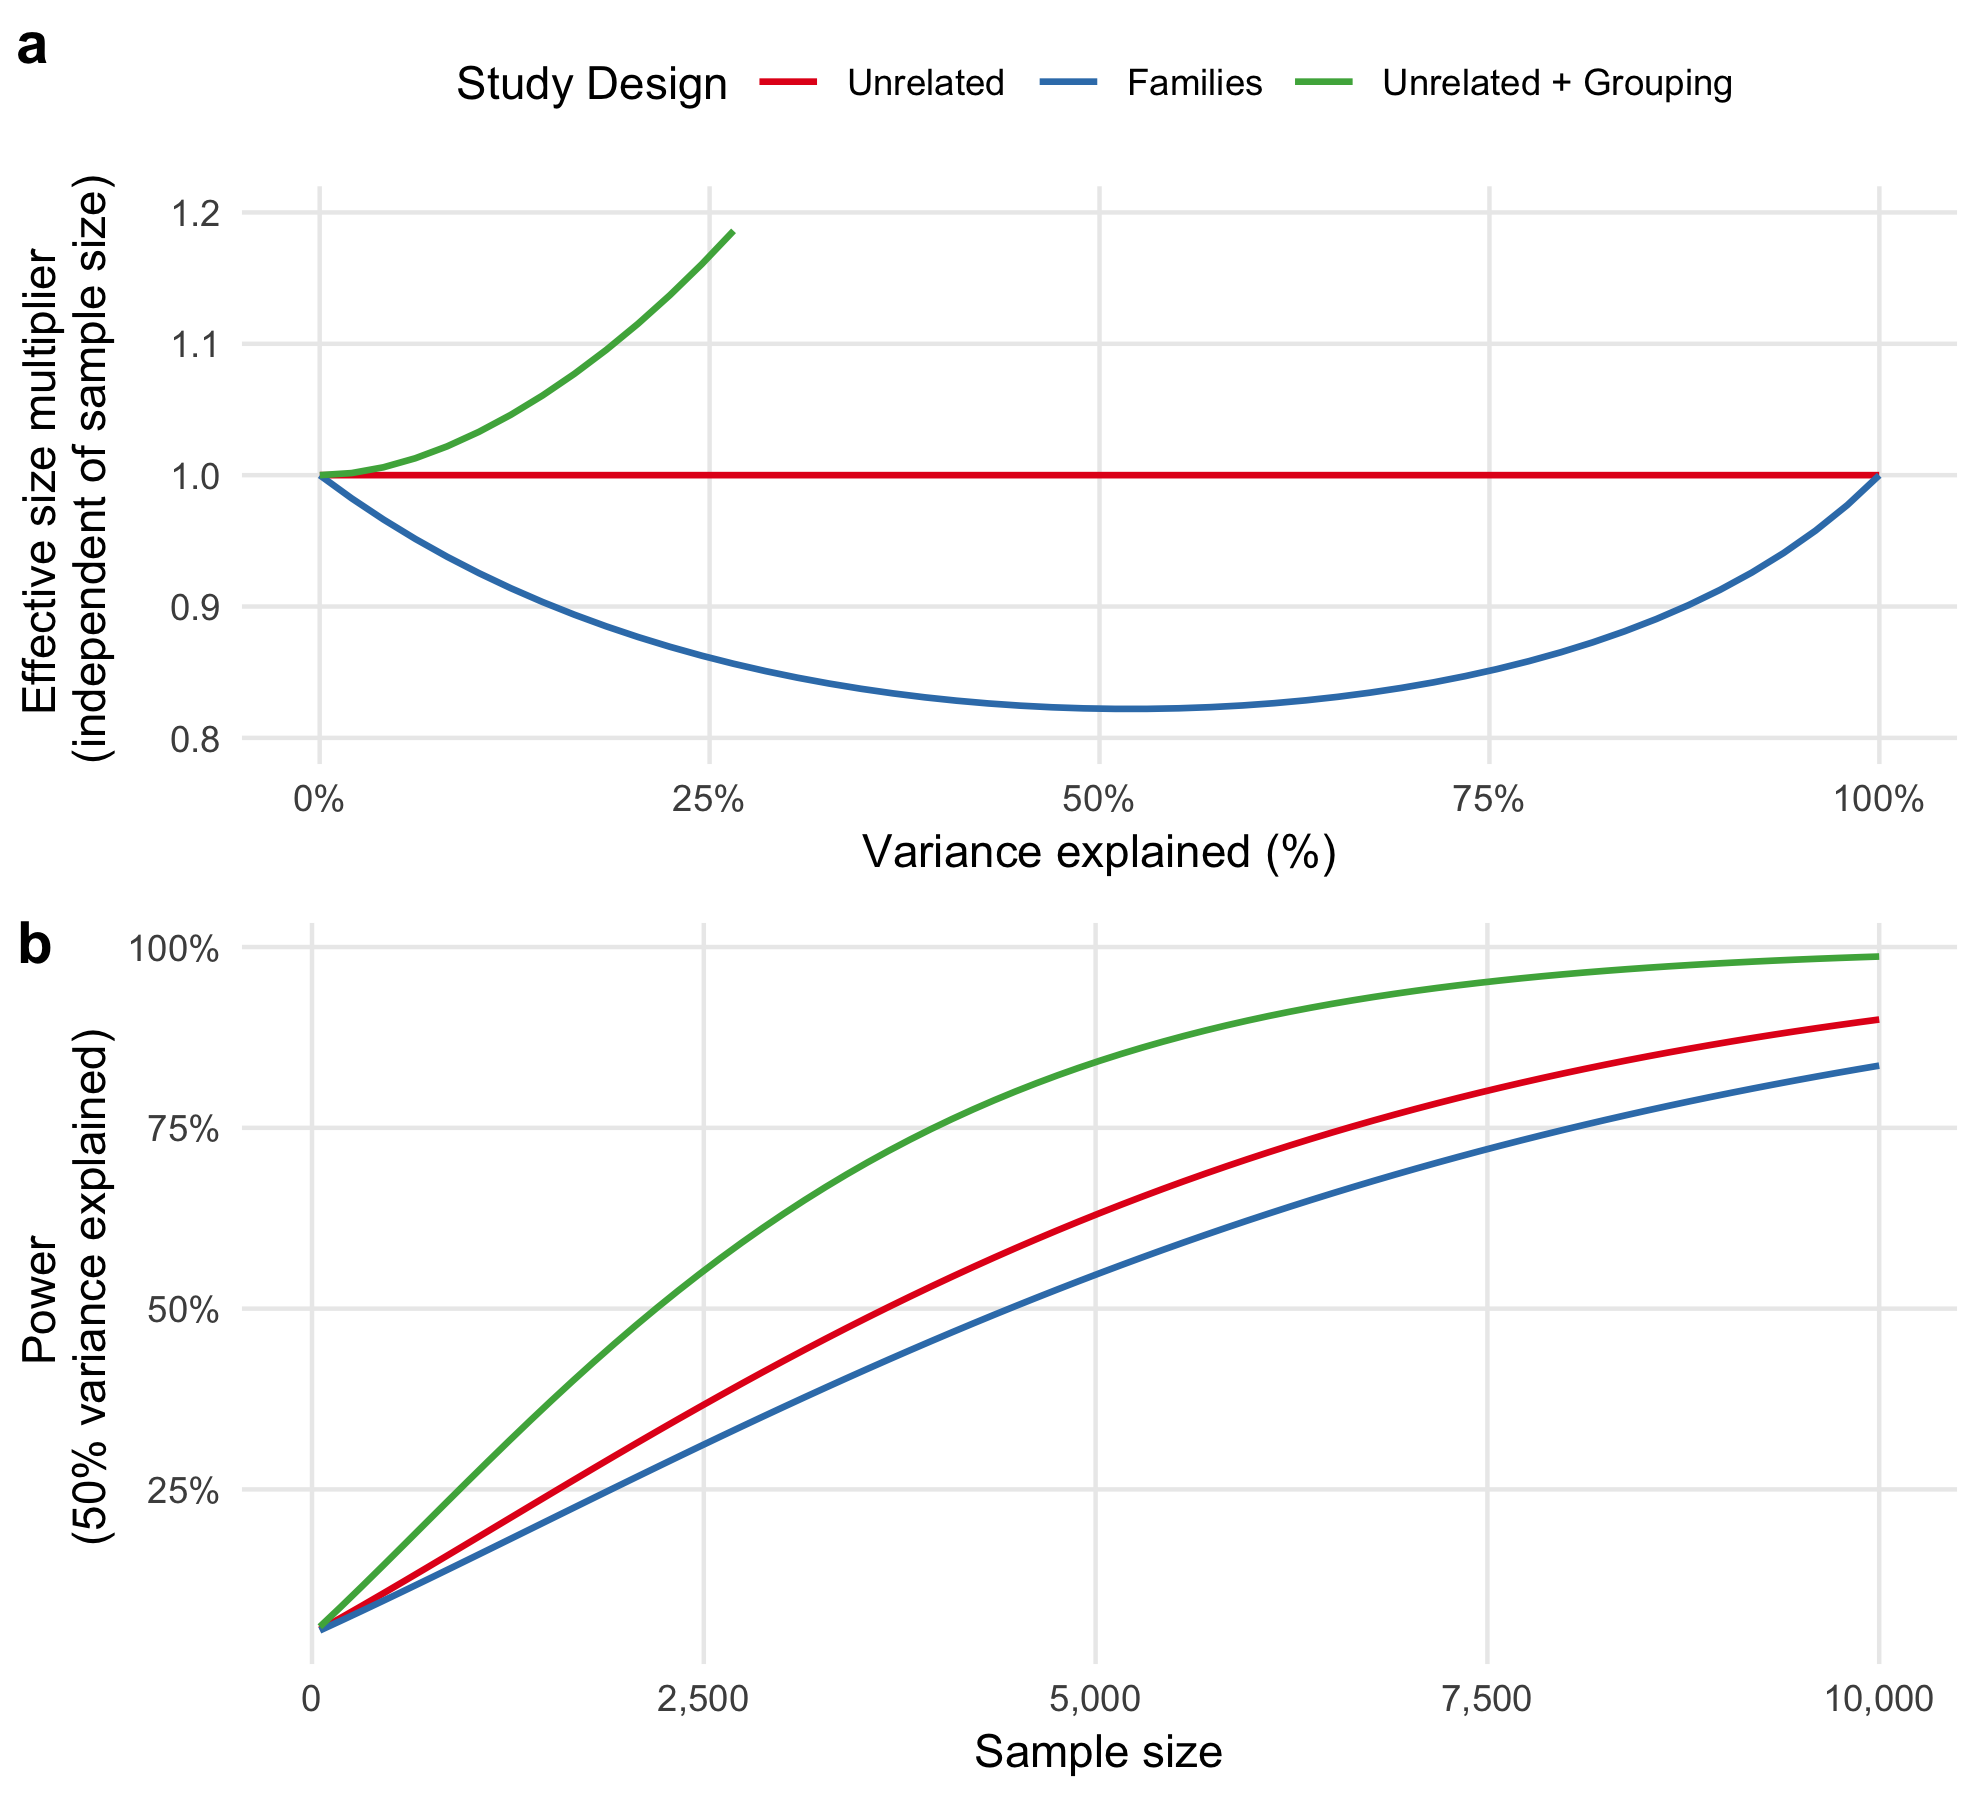 a
Study Design Unrelated Families Unrelated + Grouping
Effective size multiplier
(independent of sample size)
1.2
1.1
1.0
0.9
0.8
0% 25% 50% 75% 100%
Variance explained (%)
b
Power
(50% variance explained)
100%
75%
50%
25%
0 2,500 5,000 7,500 10,000
Sample size